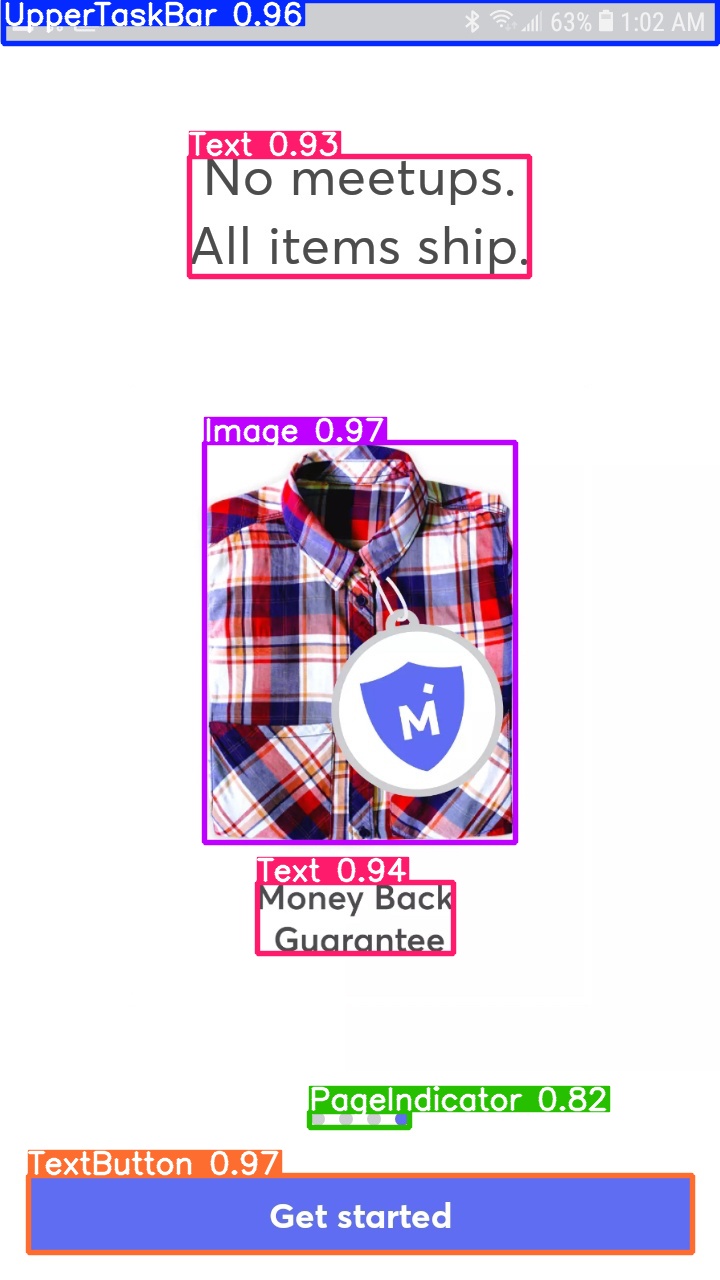 UpperTaskBar 0.96
63% 1:02 AM
Text 0.93
No meetups.
All items ship.
Image 0.97
M
Text 0.94
Money Back
Guarantee
PageIndicator 0.82
TextButton 0.97
Get started